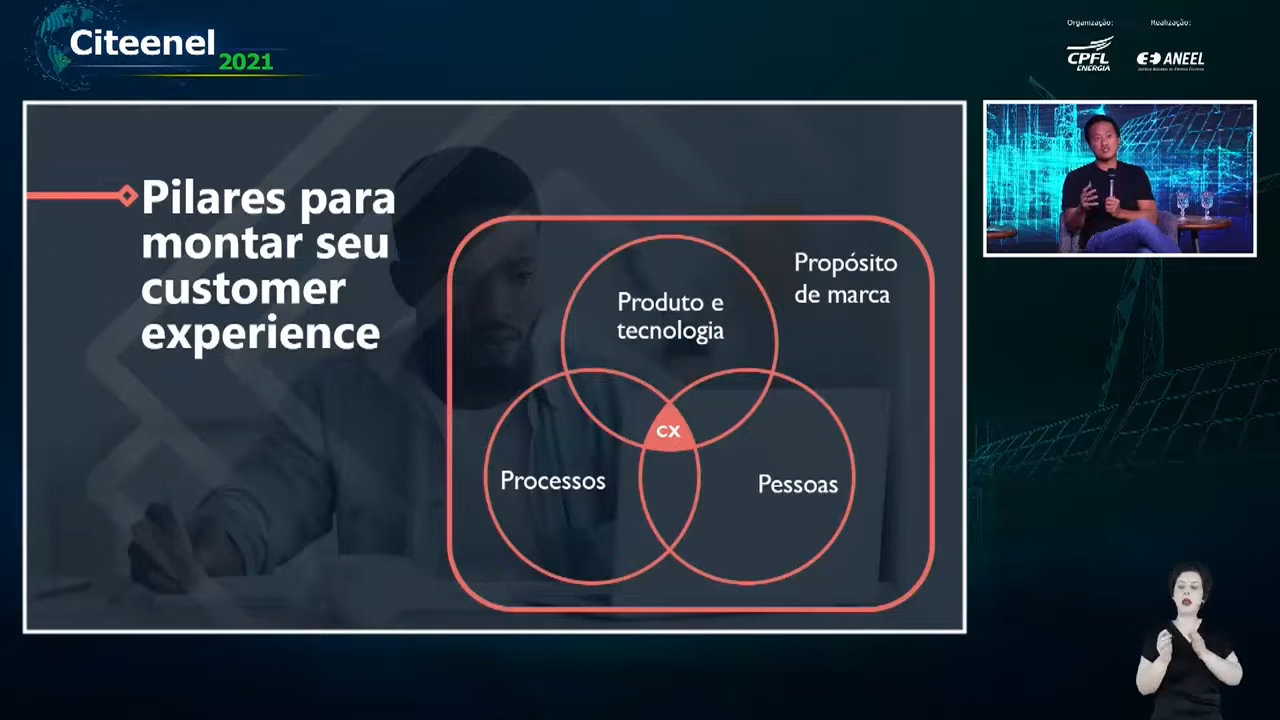 Citeenel
2021
Organização:
Realização:
CPFL
ENERGIA
ANEEL
Pilares para
montar seu
customer
experience
Propósito
de marca
Produto e
tecnologia
CX
Processos
Pessoas